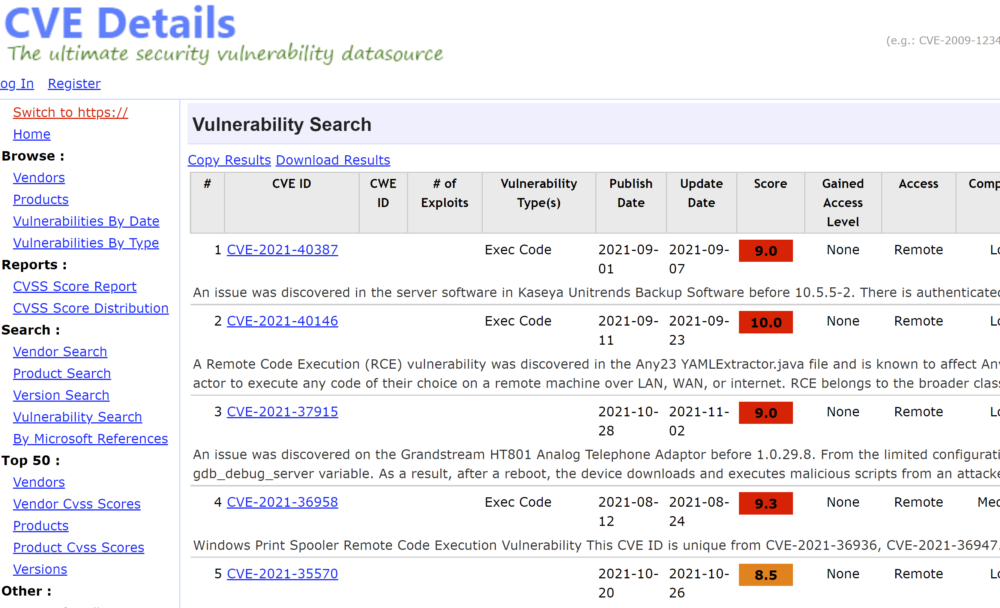 CVE Details
The ultimate security vulnerability datasource
(e.g.: CVE-2009-1234
og In Register
Switch to https://
Home
Browse :
Vendors
Products
Vulnerabilities By Date
Vulnerabilities By Type
Reports :
CVSS Score Report
CVSS Score Distribution
Search :
Vendor Search
Product Search
Version Search
Vulnerability Search
By Microsoft References
Top 50 :
Vendors
Vendor Cvss Scores
Products
Product Cvss Scores
Versions
Other :
Vulnerability Search
Copy Results Download Results
# CVE ID CWE ID # of Exploits Vulnerability Type(s) Publish Date Update Date Score Gained Access Level Access Comp
1 CVE-2021-40387 Exec Code 2021-09-01 2021-09-07 9.0 None Remote Lo
An issue was discovered in the server software in Kaseya Unitrends Backup Software before 10.5.5-2. There is authenticated
2 CVE-2021-40146 Exec Code 2021-09-11 2021-09-23 10.0 None Remote Lo
A Remote Code Execution (RCE) vulnerability was discovered in the Any23 YAMLExtractor.java file and is known to affect Any
actor to execute any code of their choice on a remote machine over LAN, WAN, or internet. RCE belongs to the broader class
3 CVE-2021-37915 2021-10-28 2021-11-02 9.0 None Remote Lo
An issue was discovered on the Grandstream HT801 Analog Telephone Adaptor before 1.0.29.8. From the limited configurati
gdb_debug_server variable. As a result, after a reboot, the device downloads and executes malicious scripts from an attacke
4 CVE-2021-36958 Exec Code 2021-08-12 2021-08-24 9.3 None Remote Med
Windows Print Spooler Remote Code Execution Vulnerability This CVE ID is unique from CVE-2021-36936, CVE-2021-36947.
5 CVE-2021-35570 2021-10-20 2021-10-26 8.5 None Remote Lo